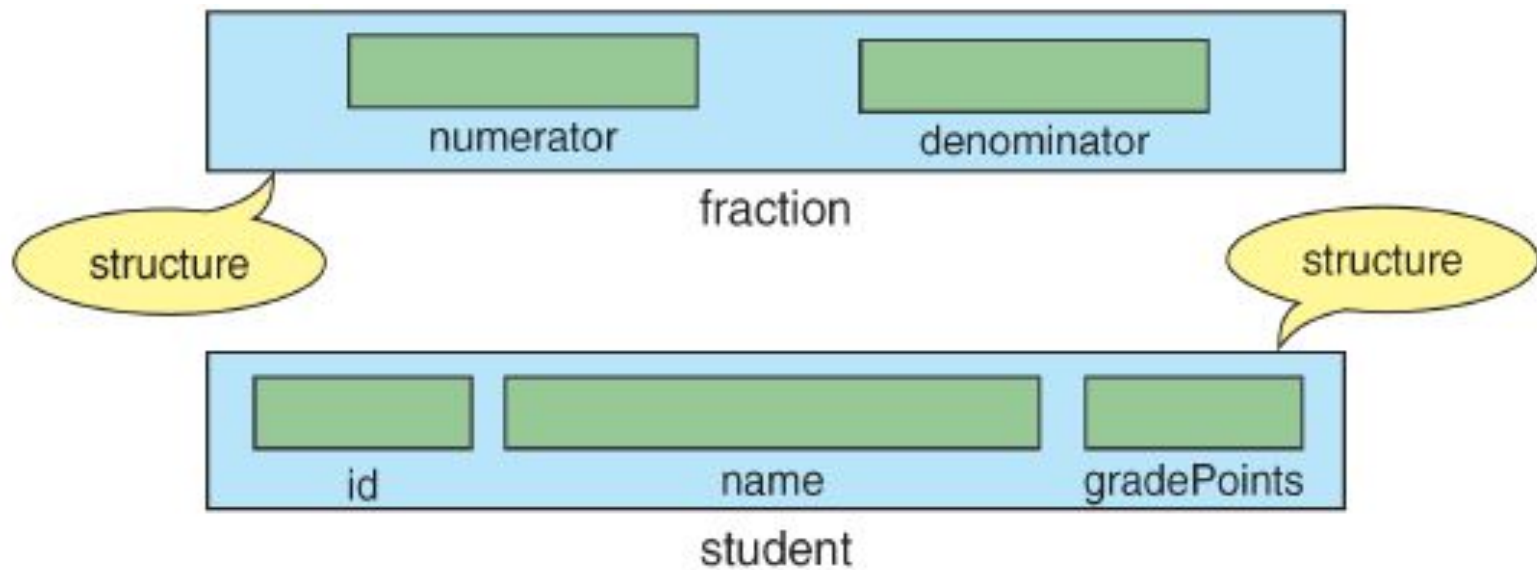 numerator denominator
fraction
structure structure
id name gradePoints
student